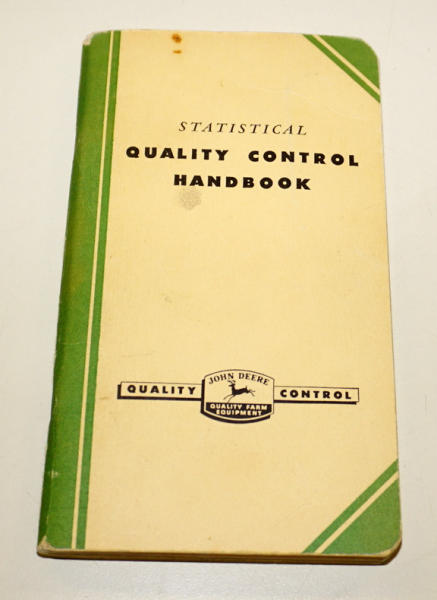 STATISTICAL
QUALITY CONTROL
HANDBOOK
JOHN DEERE
QUALITY CONTROL
QUALITY FARM
EQUIPMENT